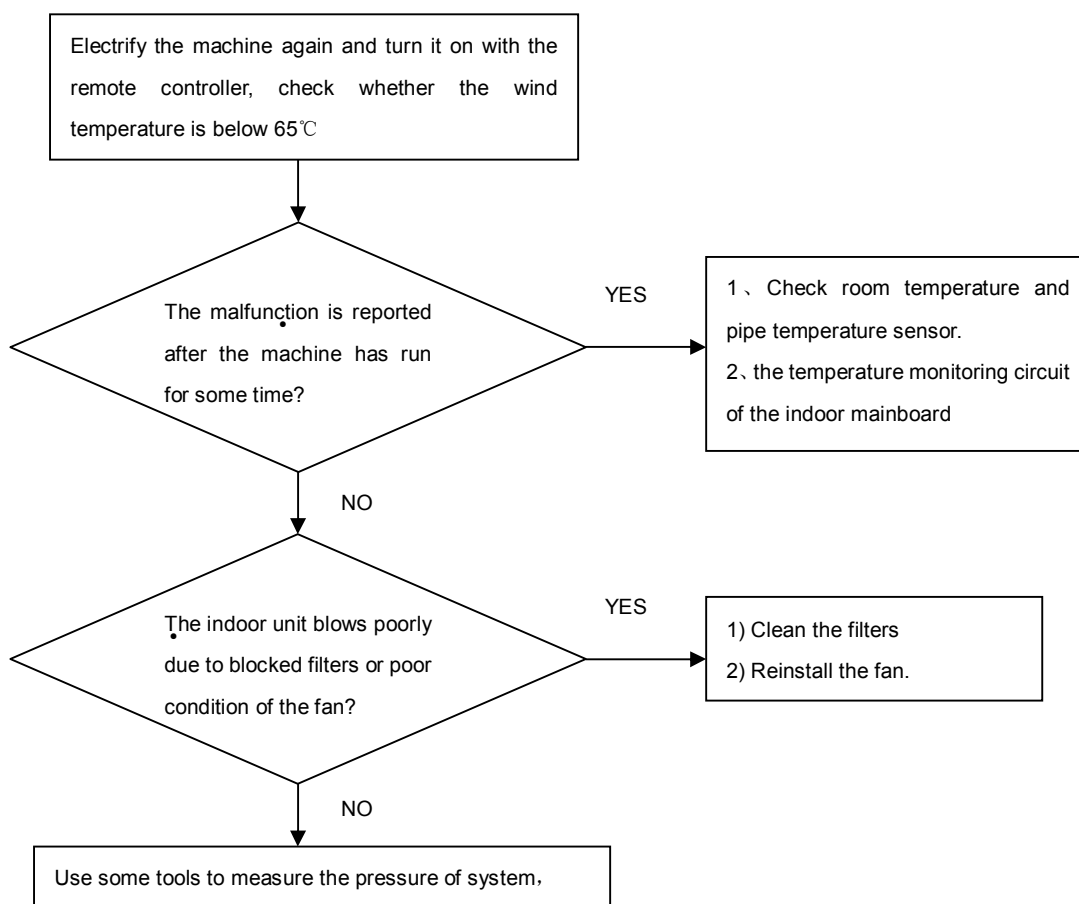 Electrify the machine again and turn it on with the
remote controller, check whether the wind
temperature is below 65℃
The malfunction is reported
after the machine has run
for some time?
YES
1、Check room temperature and
pipe temperature sensor.
2、the temperature monitoring circuit
of the indoor mainboard
NO
The indoor unit blows poorly
due to blocked filters or poor
condition of the fan?
YES
1) Clean the filters
2) Reinstall the fan.
NO
Use some tools to measure the pressure of system，